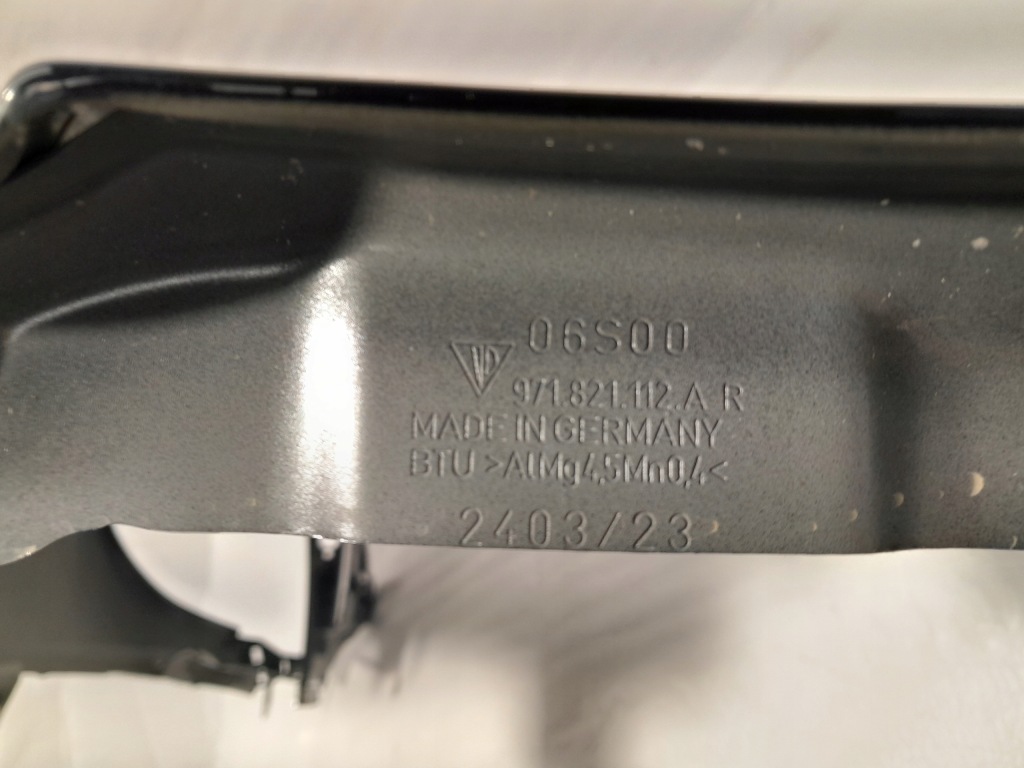 06S00
971.821.112.A R
MADE IN GERMANY
BTU >AlMg4,5Mn0,4<
2403/23